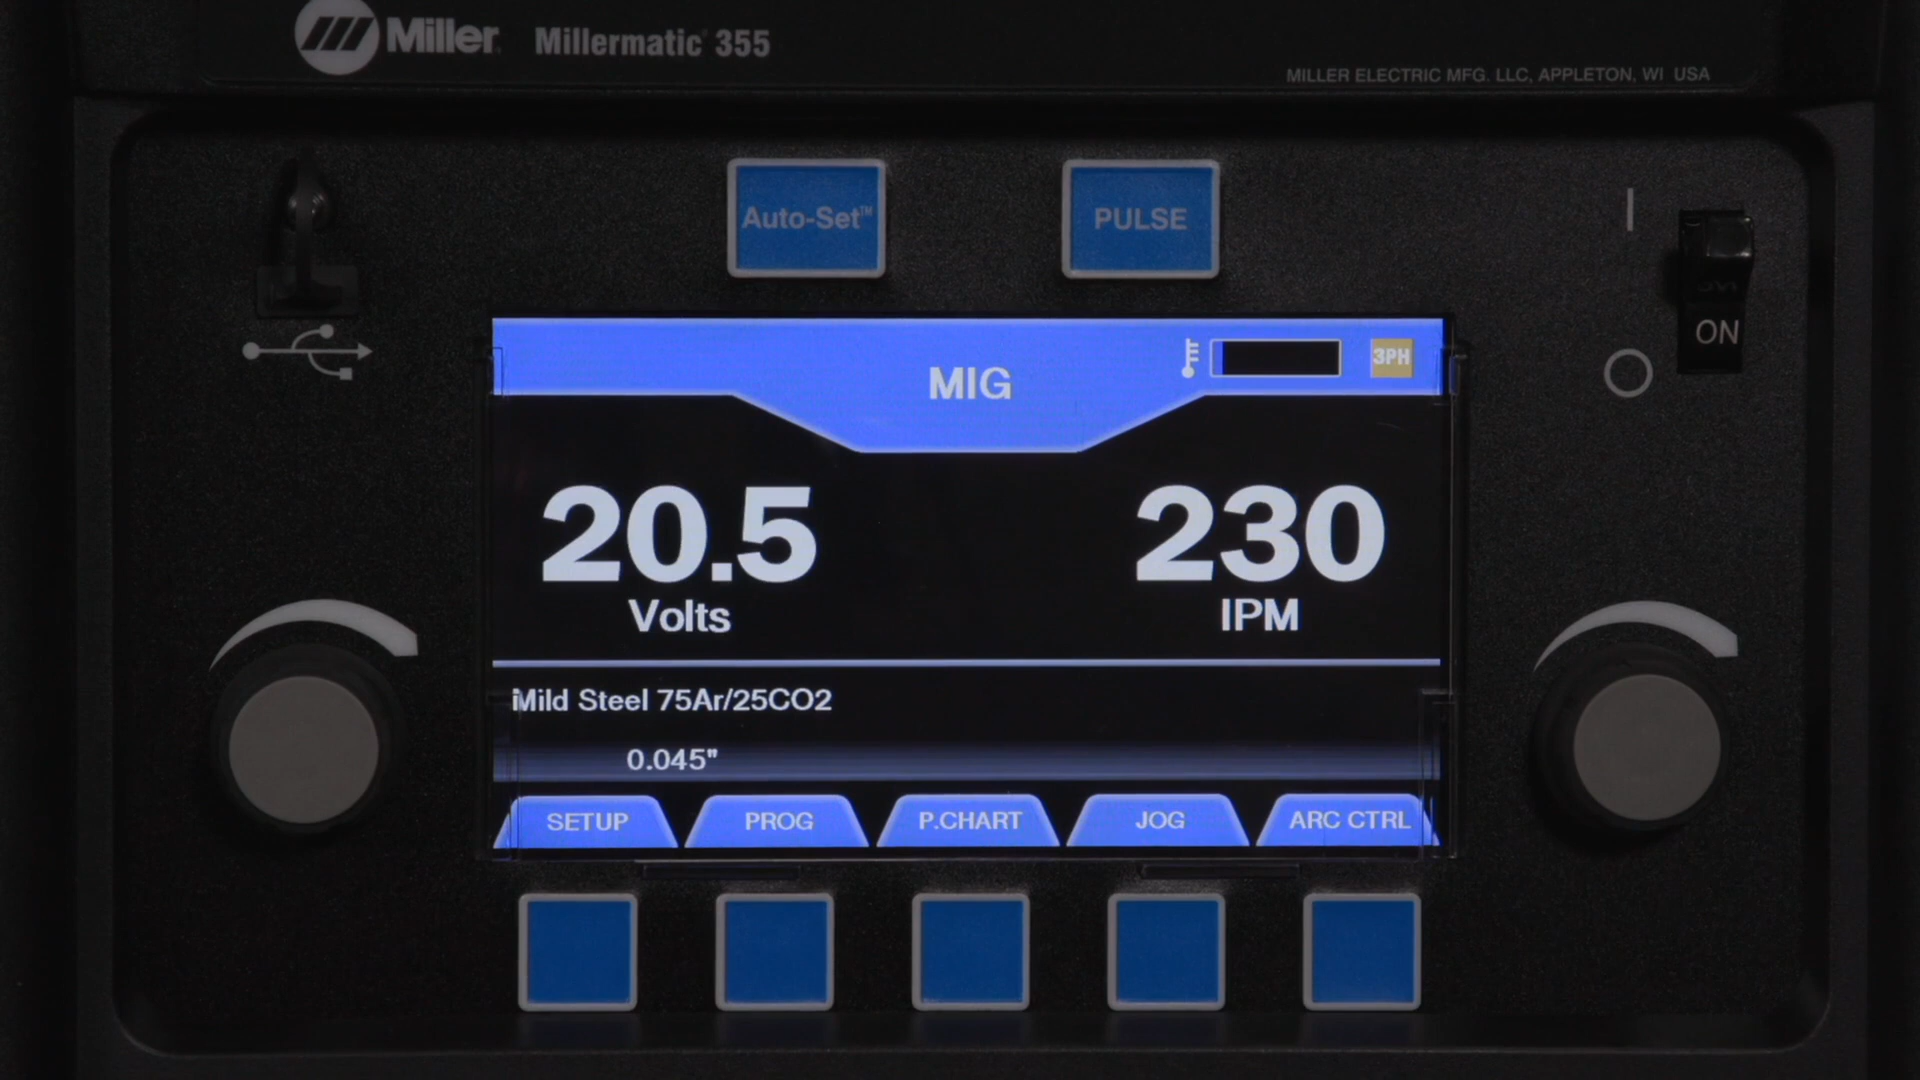 Miller Millermatic® 355
MILLER ELECTRIC MFG. LLC, APPLETON, WI USA
Auto-Set™ PULSE
ON
MIG 3PH
20.5 230
Volts IPM
Mild Steel 75Ar/25CO2
0.045"
SETUP PROG P.CHART JOG ARC CTRL